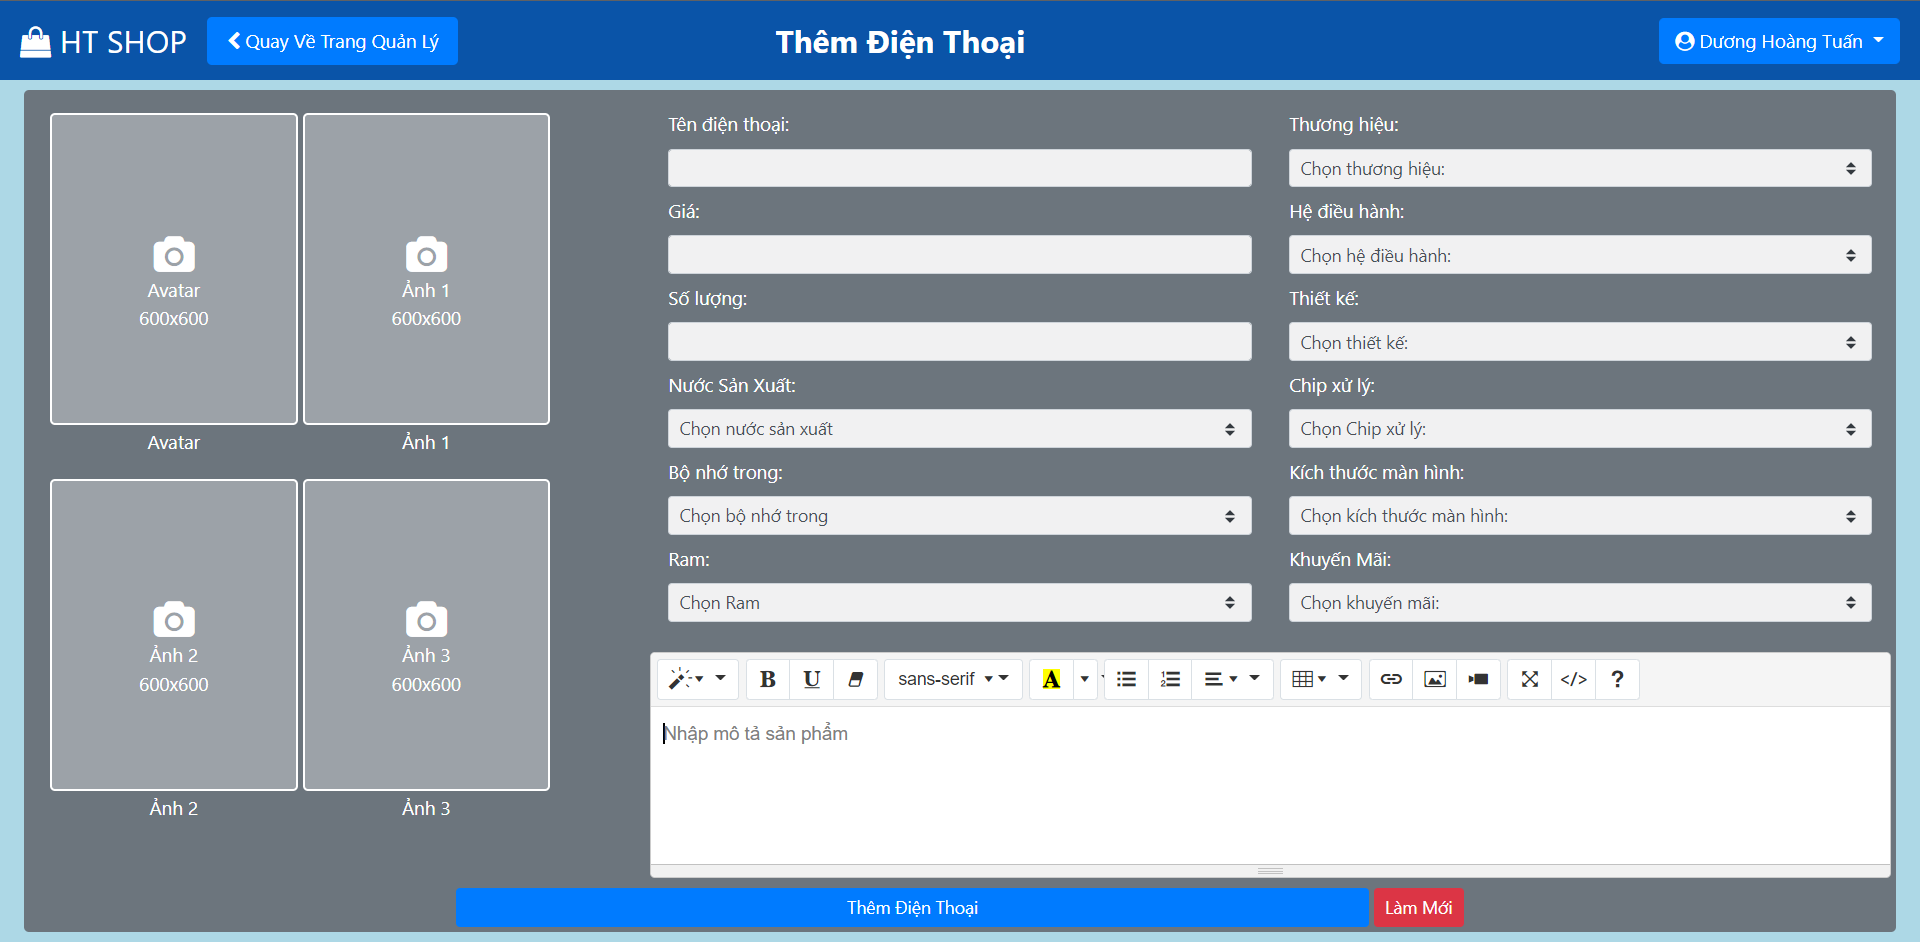 HT SHOP
Quay Về Trang Quản Lý
Thêm Điện Thoại
Dương Hoàng Tuấn
Avatar
600x600
Avatar
Ảnh 1
600x600
Ảnh 1
Ảnh 2
600x600
Ảnh 2
Ảnh 3
600x600
Ảnh 3
Tên điện thoại:
Giá:
Số lượng:
Nước Sản Xuất:
Chọn nước sản xuất
Bộ nhớ trong:
Chọn bộ nhớ trong
Ram:
Chọn Ram
Thương hiệu:
Chọn thương hiệu:
Hệ điều hành:
Chọn hệ điều hành:
Thiết kế:
Chọn thiết kế:
Chip xử lý:
Chọn Chip xử lý:
Kích thước màn hình:
Chọn kích thước màn hình:
Khuyến Mãi:
Chọn khuyến mãi:
B U sans-serif A </> ?
Nhập mô tả sản phẩm
Thêm Điện Thoại
Làm Mới